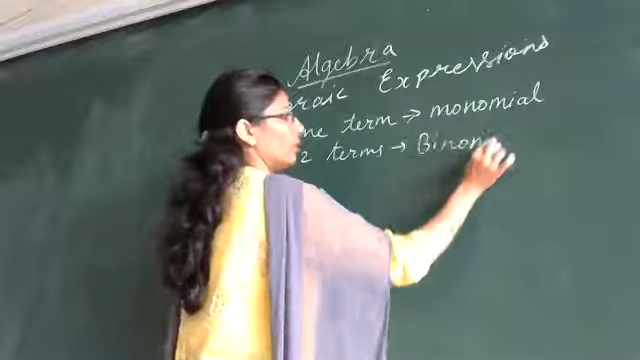 Algebra
raic Expressions
ne term → monomial
2 terms → Binom